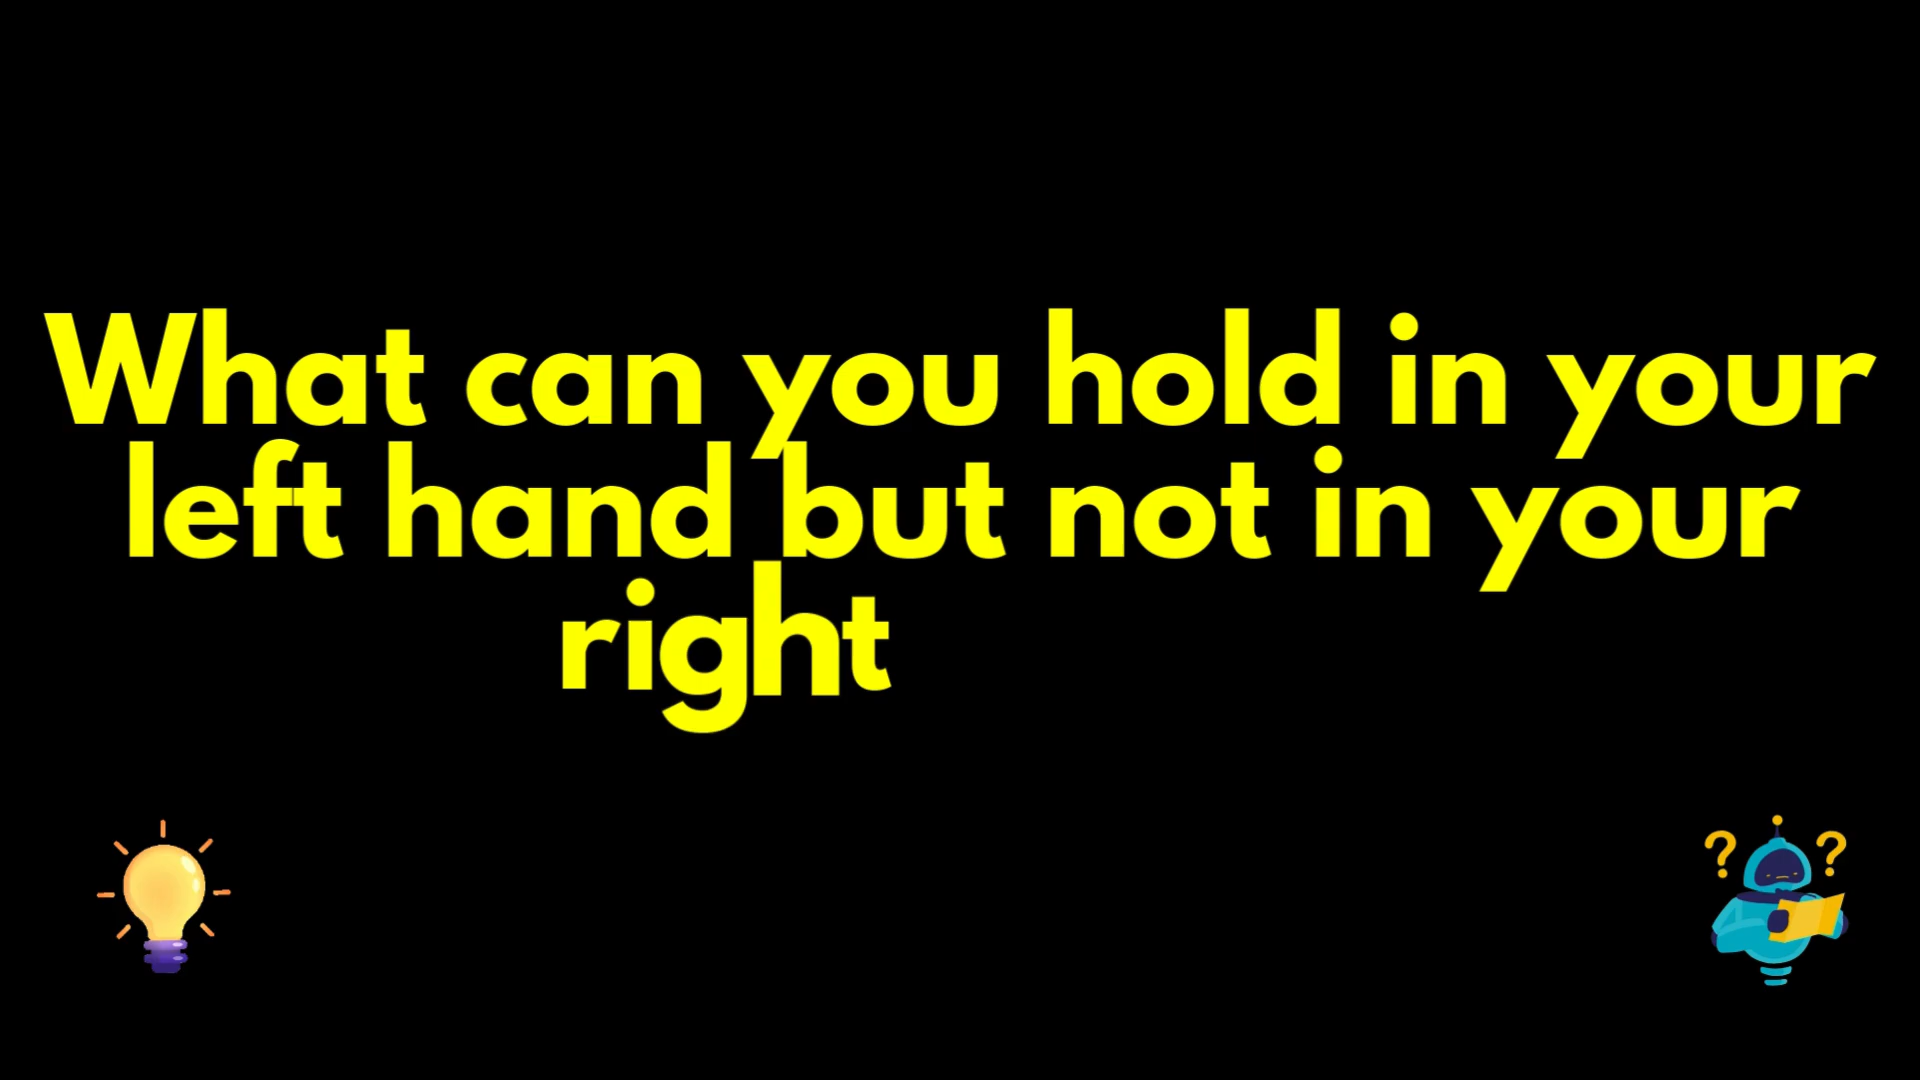 What can you hold in your
left hand but not in your
right
? ?